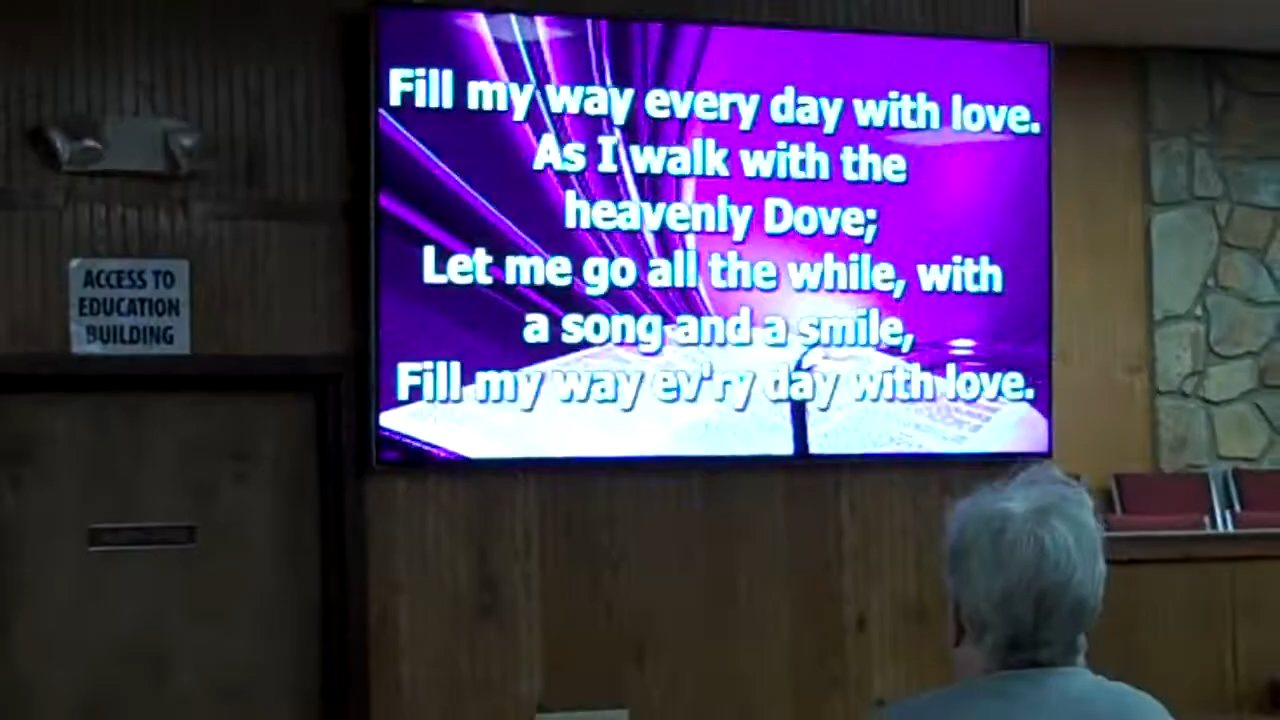 Fill my way every day with love.
As I walk with the
heavenly Dove;
Let me go all the while, with
a song and a smile,
Fill my way ev'ry day with love.
ACCESS TO
EDUCATION
BUILDING